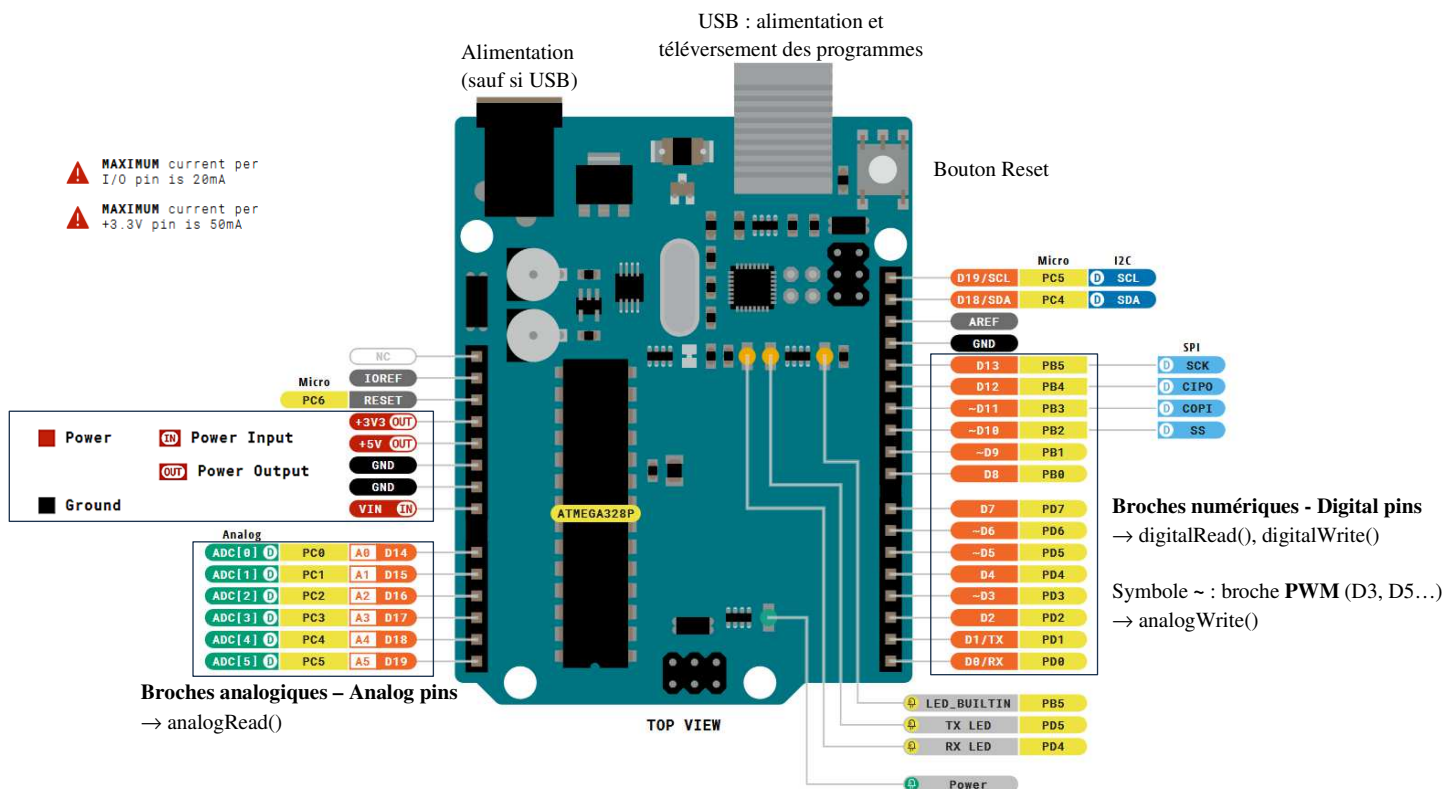 USB : alimentation et
téléversement des programmes
Alimentation
(sauf si USB)
MAXIMUM current per
I/O pin is 20mA
MAXIMUM current per
+3.3V pin is 50mA
Bouton Reset
Micro I2C
D19/SCL PC5 D SCL
D18/SDA PC4 D SDA
AREF
GND
SPI
D13 PB5 D SCK
D12 PB4 D CIPO
~D11 PB3 D COPI
~D10 PB2 D SS
~D9 PB1
D8 PB0
D7 PD7
~D6 PD6
~D5 PD5
D4 PD4
~D3 PD3
D2 PD2
D1/TX PD1
D0/RX PD0
NC
IOREF
Micro
PC6 RESET
+3V3 OUT
+5V OUT
GND
GND
VIN IN
Power IN Power Input
OUT Power Output
Ground
ATMEGA328P
Analog
ADC[0] D PC0 A0 D14
ADC[1] D PC1 A1 D15
ADC[2] D PC2 A2 D16
ADC[3] D PC3 A3 D17
ADC[4] D PC4 A4 D18
ADC[5] D PC5 A5 D19
Broches analogiques – Analog pins
→ analogRead()
Broches numériques - Digital pins
→ digitalRead(), digitalWrite()
Symbole ~ : broche PWM (D3, D5…)
→ analogWrite()
TOP VIEW
LED_BUILTIN PB5
TX LED PD5
RX LED PD4
Power